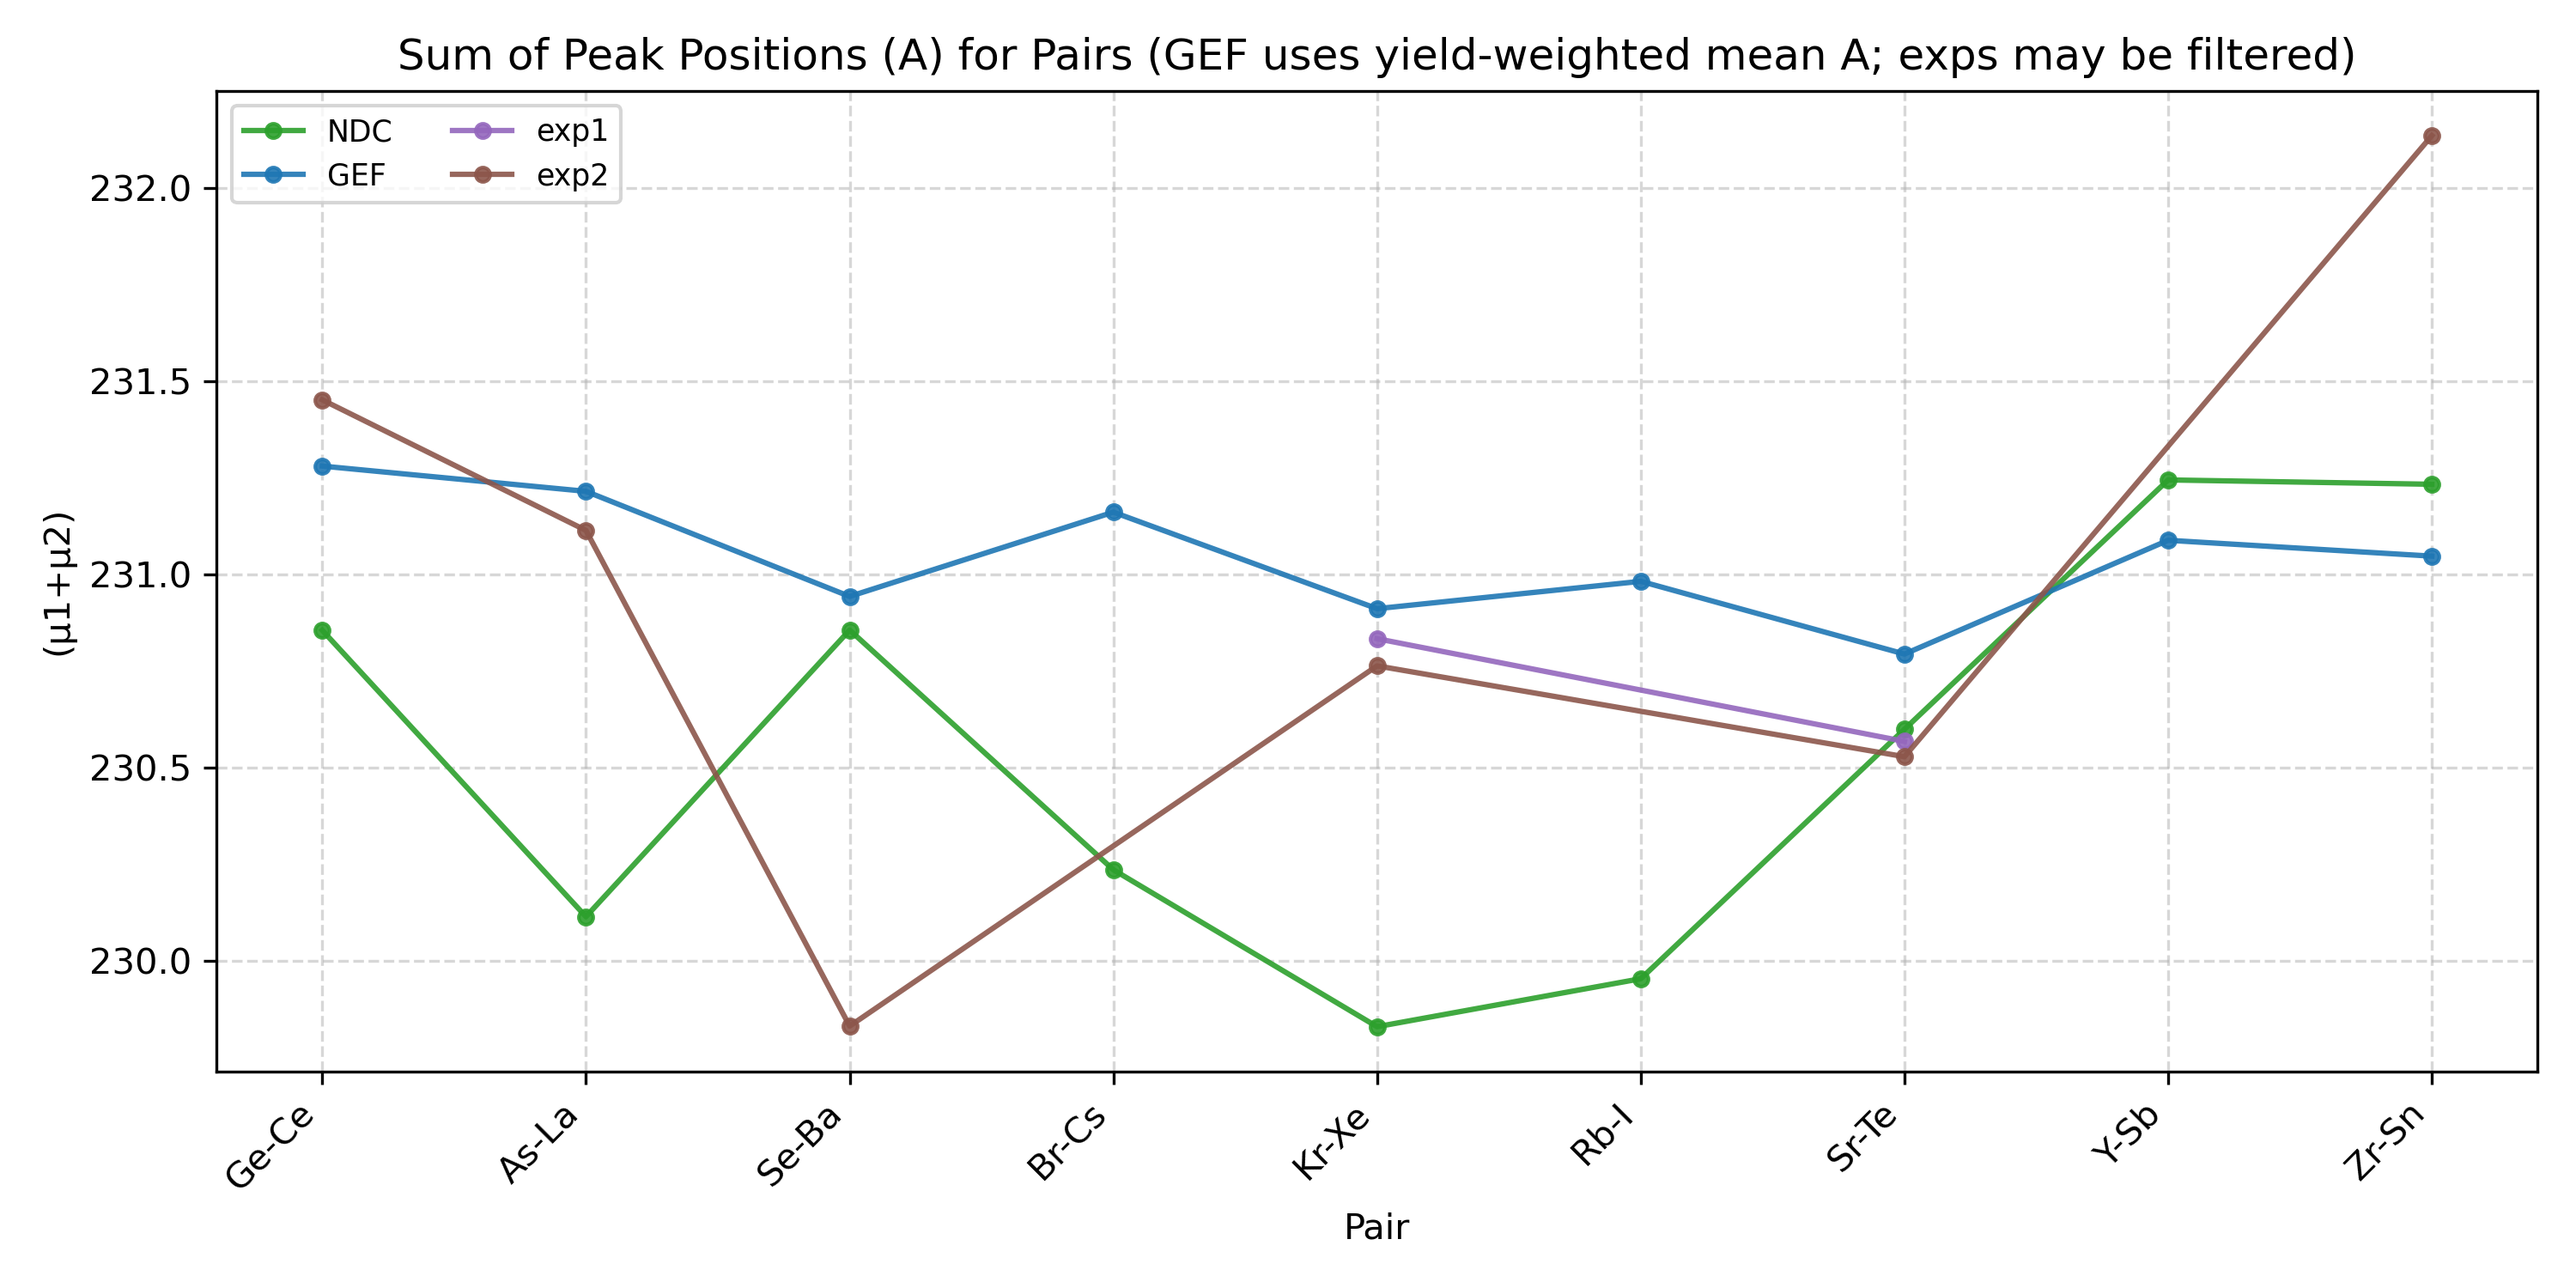 Sum of Peak Positions (A) for Pairs (GEF uses yield-weighted mean A; exps may be filtered)
NDC
GEF
exp1
exp2
(μ1+μ2)
232.0
231.5
231.0
230.5
230.0
Ge-Ce
As-La
Se-Ba
Br-Cs
Kr-Xe
Rb-I
Sr-Te
Y-Sb
Zr-Sn
Pair